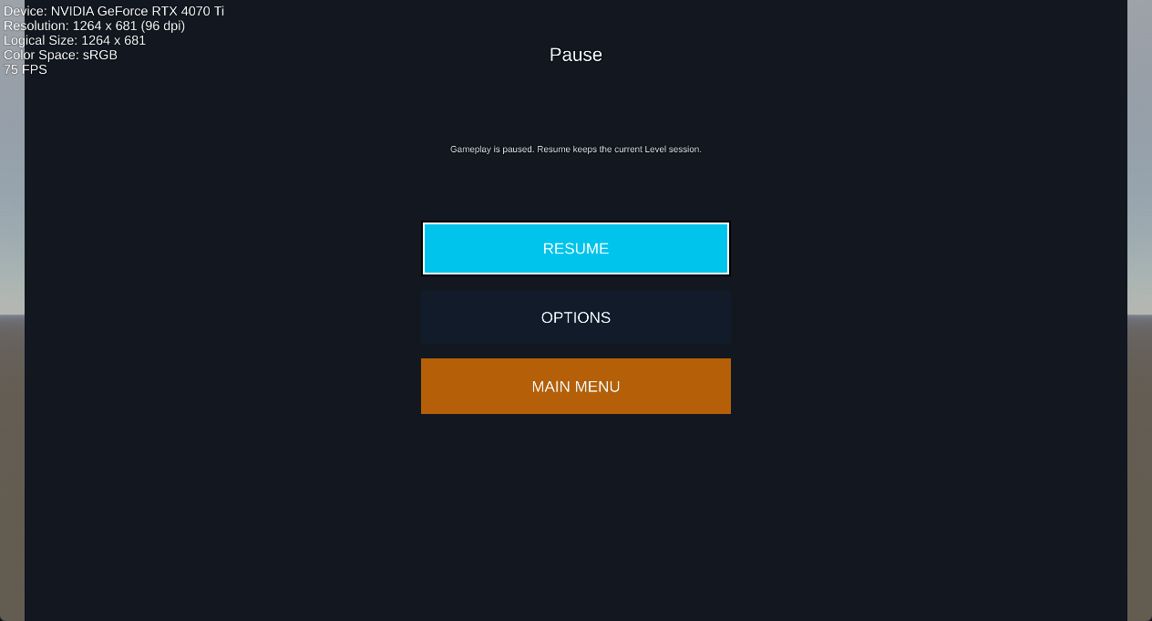 Device: NVIDIA GeForce RTX 4070 Ti
Resolution: 1264 x 681 (96 dpi)
Logical Size: 1264 x 681
Color Space: sRGB
75 FPS
Pause
Gameplay is paused. Resume keeps the current Level session.
RESUME
OPTIONS
MAIN MENU